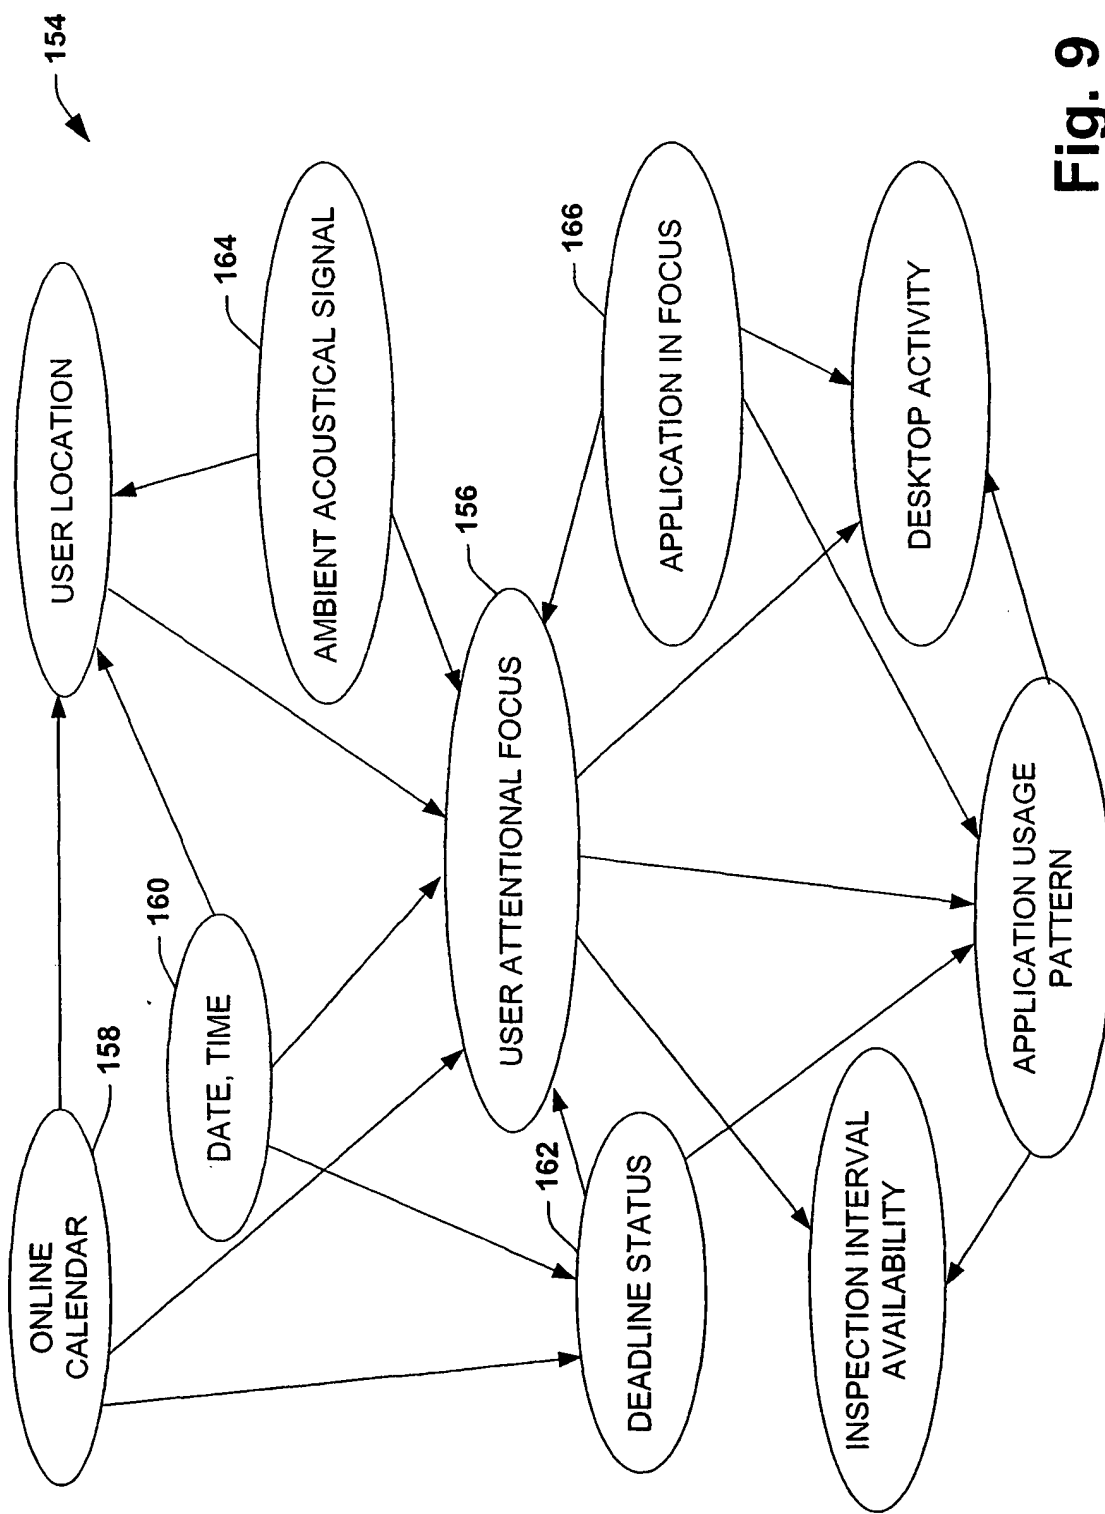 154
ONLINE
CALENDAR
158
USER LOCATION
DATE, TIME
160
AMBIENT ACOUSTICAL SIGNAL
164
USER ATTENTIONAL FOCUS
156
DEADLINE STATUS
162
APPLICATION IN FOCUS
166
INSPECTION INTERVAL
AVAILABILITY
DESKTOP ACTIVITY
APPLICATION USAGE
PATTERN
Fig. 9